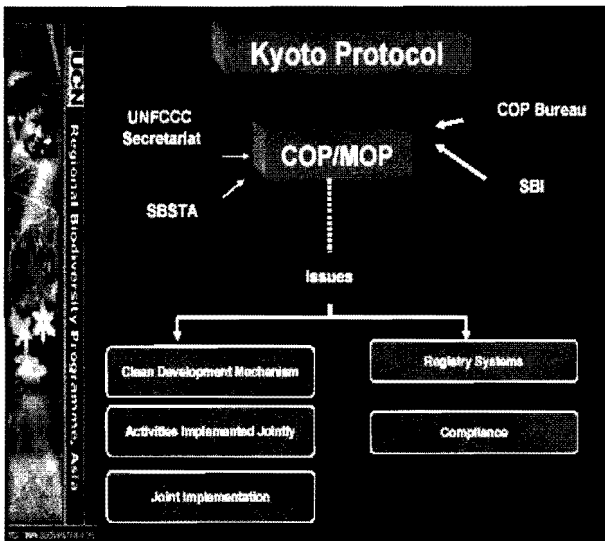 Kyoto Protocol
UNFCCC
Secretariat
COP Bureau
COP/MOP
SBSTA
SBI
Issues
Clean Development Mechanism
Registry Systems
Activities Implemented Jointly
Compliance
Joint Implementation
IUCN Regional Biodiversity Programme, Asia